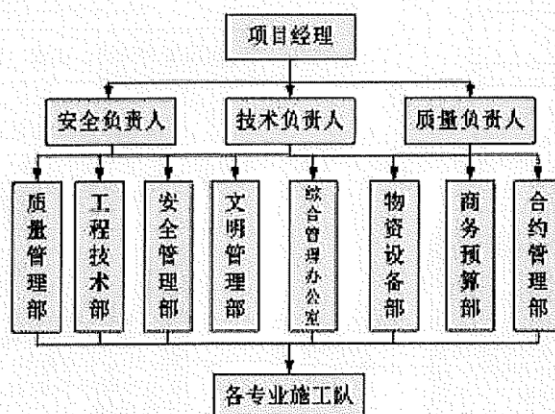 项目经理
安全负责人
技术负责人
质量负责人
质量管理部
工程技术部
安全管理部
文明管理部
综合管理办公室
物资设备部
商务预算部
合约管理部
各专业施工队